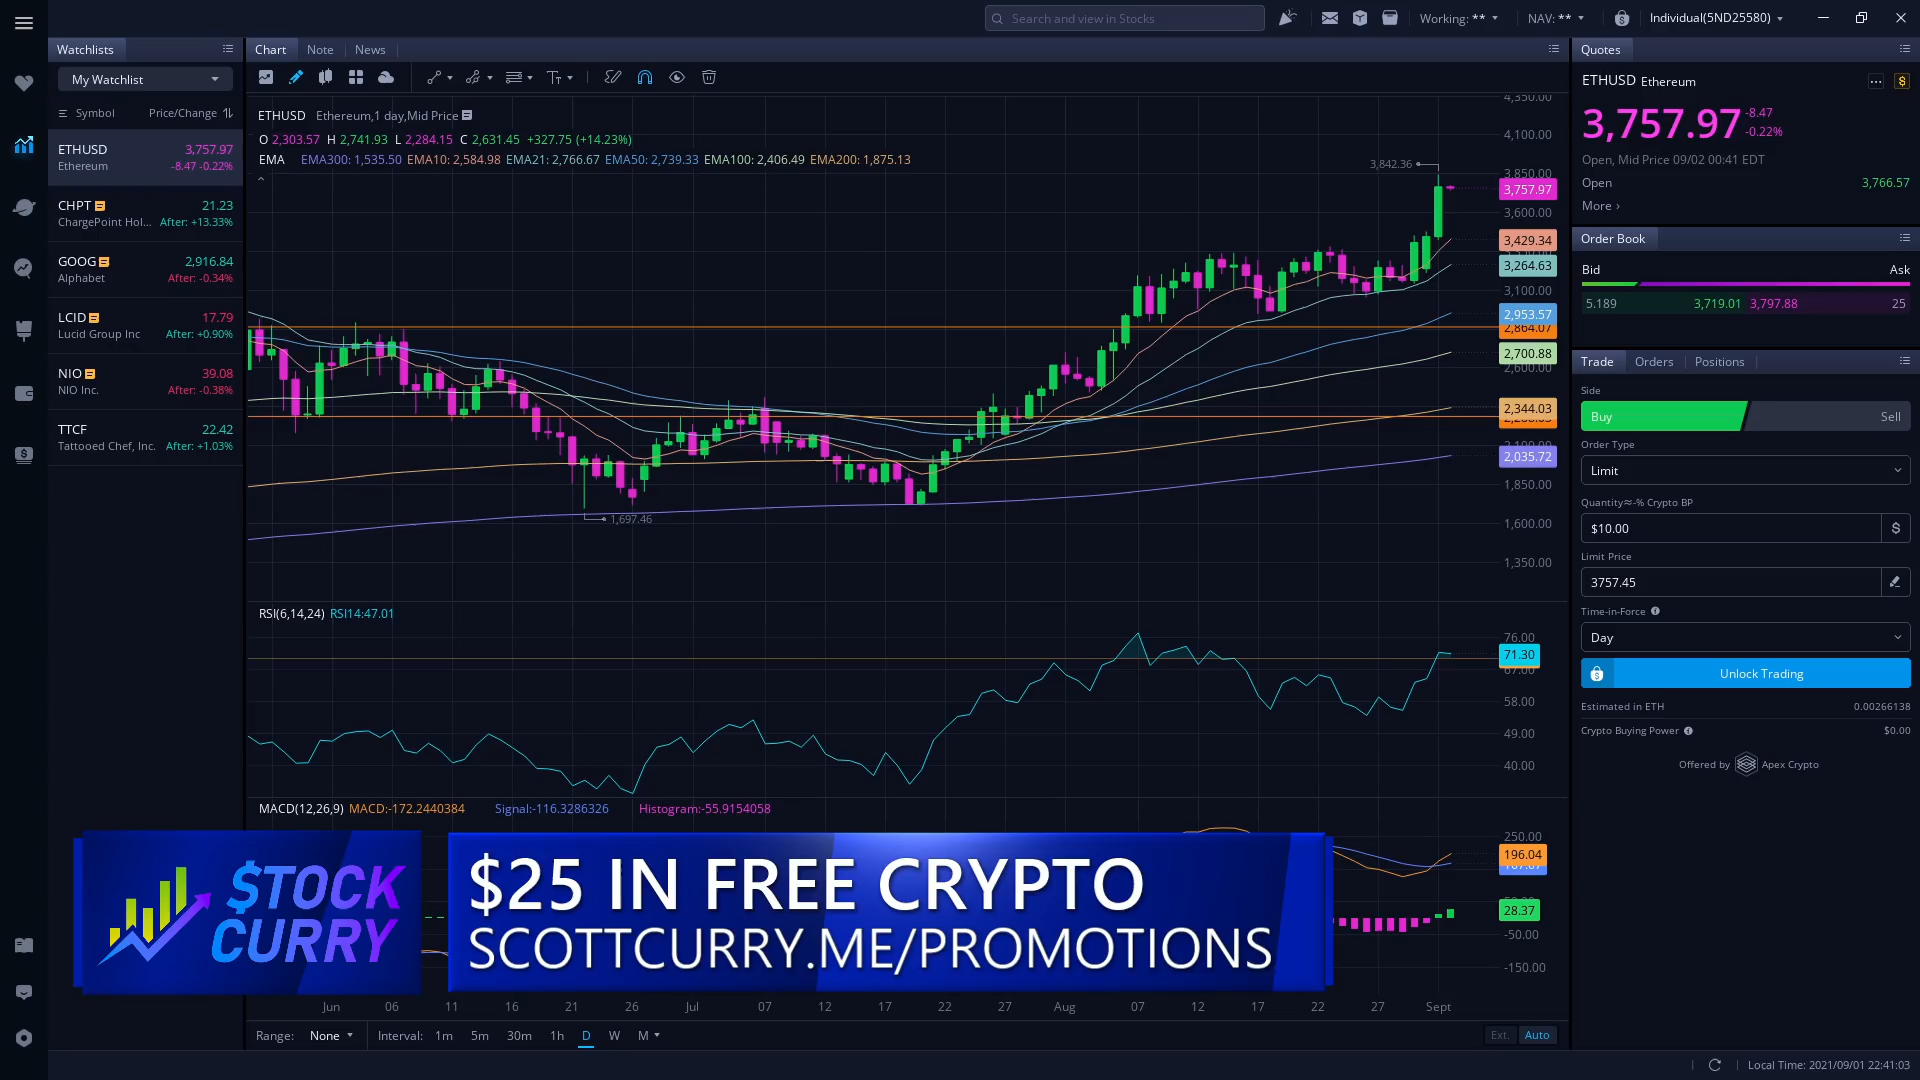 Search and view in Stocks
Working: **
NAV: **
Individual(5ND25580)
Watchlists
My Watchlist
Symbol Price/Change
ETHUSD 3,757.97
Ethereum -8.47 -0.22%
CHPT 21.23
ChargePoint Hol... After: +13.33%
GOOG 2,916.84
Alphabet After: -0.34%
LCID 17.79
Lucid Group Inc After: +0.90%
NIO 39.08
NIO Inc. After: -0.38%
TTCF 22.42
Tattooed Chef, Inc. After: +1.03%
Chart Note News
ETHUSD Ethereum,1 day,Mid Price
O 2,303.57 H 2,741.93 L 2,284.15 C 2,631.45 +327.75 (+14.23%)
EMA EMA300: 1,535.50 EMA10: 2,584.98 EMA21: 2,766.67 EMA50: 2,739.33 EMA100: 2,406.49 EMA200: 1,875.13
3,842.36
1,697.46
4,350.00
4,100.00
3,850.00
3,757.97
3,600.00
3,429.34
3,264.63
3,100.00
2,953.57
2,864.07
2,700.88
2,600.00
2,344.03
2,100.00
2,035.72
1,850.00
1,600.00
1,350.00
RSI(6,14,24) RSI14:47.01
76.00
71.30
67.00
58.00
49.00
40.00
MACD(12,26,9) MACD:-172.2440384 Signal:-116.3286326 Histogram:-55.9154058
250.00
196.04
28.37
-50.00
-150.00
$TOCK
CURRY
$25 IN FREE CRYPTO
SCOTTCURRY.ME/PROMOTIONS
Jun 06 11 16 21 26 Jul 07 12 17 22 27 Aug 07 12 17 22 27 Sept
Range: None Interval: 1m 5m 30m 1h D W M
Ext. Auto
Quotes
ETHUSD Ethereum
3,757.97 -8.47
-0.22%
Open, Mid Price 09/02 00:41 EDT
Open 3,766.57
More ›
Order Book
Bid Ask
5.189 3,719.01 3,797.88 25
Trade Orders Positions
Side
Buy Sell
Order Type
Limit
Quantity≈-% Crypto BP
$10.00 $
Limit Price
3757.45
Time-in-Force
Day
Unlock Trading
Estimated in ETH 0.00266138
Crypto Buying Power $0.00
Offered by Apex Crypto
Local Time: 2021/09/01 22:41:03